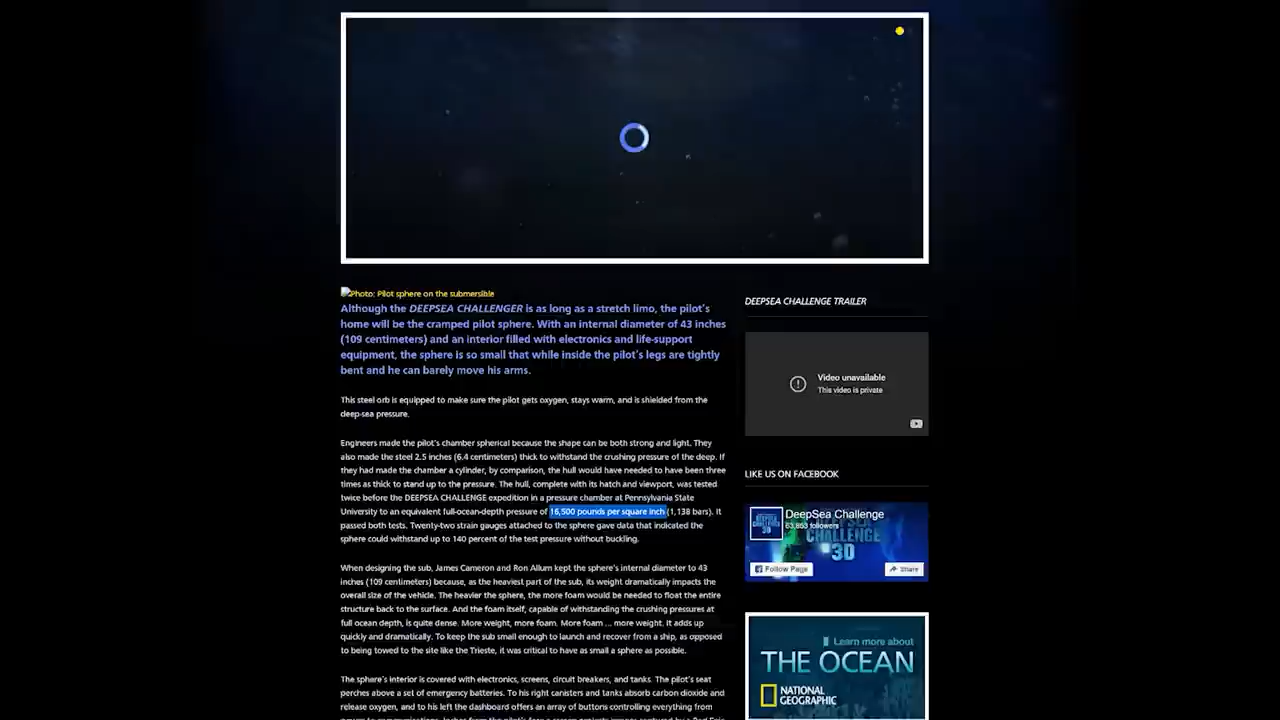 Photo: Pilot sphere on the submersible
Although the DEEPSEA CHALLENGER is as long as a stretch limo, the pilot's
home will be the cramped pilot sphere. With an internal diameter of 43 inches
(109 centimeters) and an interior filled with electronics and life-support
equipment, the sphere is so small that while inside the pilot's legs are tightly
bent and he can barely move his arms.
This steel orb is equipped to make sure the pilot gets oxygen, stays warm, and is shielded from the
deep-sea pressure.
Engineers made the pilot's chamber spherical because the shape can be both strong and light. They
also made the steel 2.5 inches (6.4 centimeters) thick to withstand the crushing pressure of the deep. If
they had made the chamber a cylinder, by comparison, the hull would have needed to have been three
times as thick to stand up to the pressure. The hull, complete with its hatch and viewport, was tested
twice before the DEEPSEA CHALLENGE expedition in a pressure chamber at Pennsylvania State
University to an equivalent full-ocean-depth pressure of 16,500 pounds per square inch (1,138 bars). It
passed both tests. Twenty-two strain gauges attached to the sphere gave data that indicated the
sphere could withstand up to 140 percent of the test pressure without buckling.
When designing the sub, James Cameron and Ron Allum kept the sphere's internal diameter to 43
inches (109 centimeters) because, as the heaviest part of the sub, its weight dramatically impacts the
overall size of the vehicle. The heavier the sphere, the more foam would be needed to float the entire
structure back to the surface. And the foam itself, capable of withstanding the crushing pressures at
full ocean depth, is quite dense. More weight, more foam. More foam ... more weight. It adds up
quickly and dramatically. To keep the sub small enough to launch and recover from a ship, as opposed
to being towed to the site like the Trieste, it was critical to have as small a sphere as possible.
The sphere's interior is covered with electronics, screens, circuit breakers, and tanks. The pilot's seat
perches above a set of emergency batteries. To his right canisters and tanks absorb carbon dioxide and
release oxygen, and to his left the dashboard offers an array of buttons controlling everything from
DEEPSEA CHALLENGE TRAILER
Video unavailable
This video is private
LIKE US ON FACEBOOK
DeepSea Challenge
63,853 followers
DEEPSEA
CHALLENGE
3D
Follow Page
Share
Learn more about
THE OCEAN
NATIONAL
GEOGRAPHIC